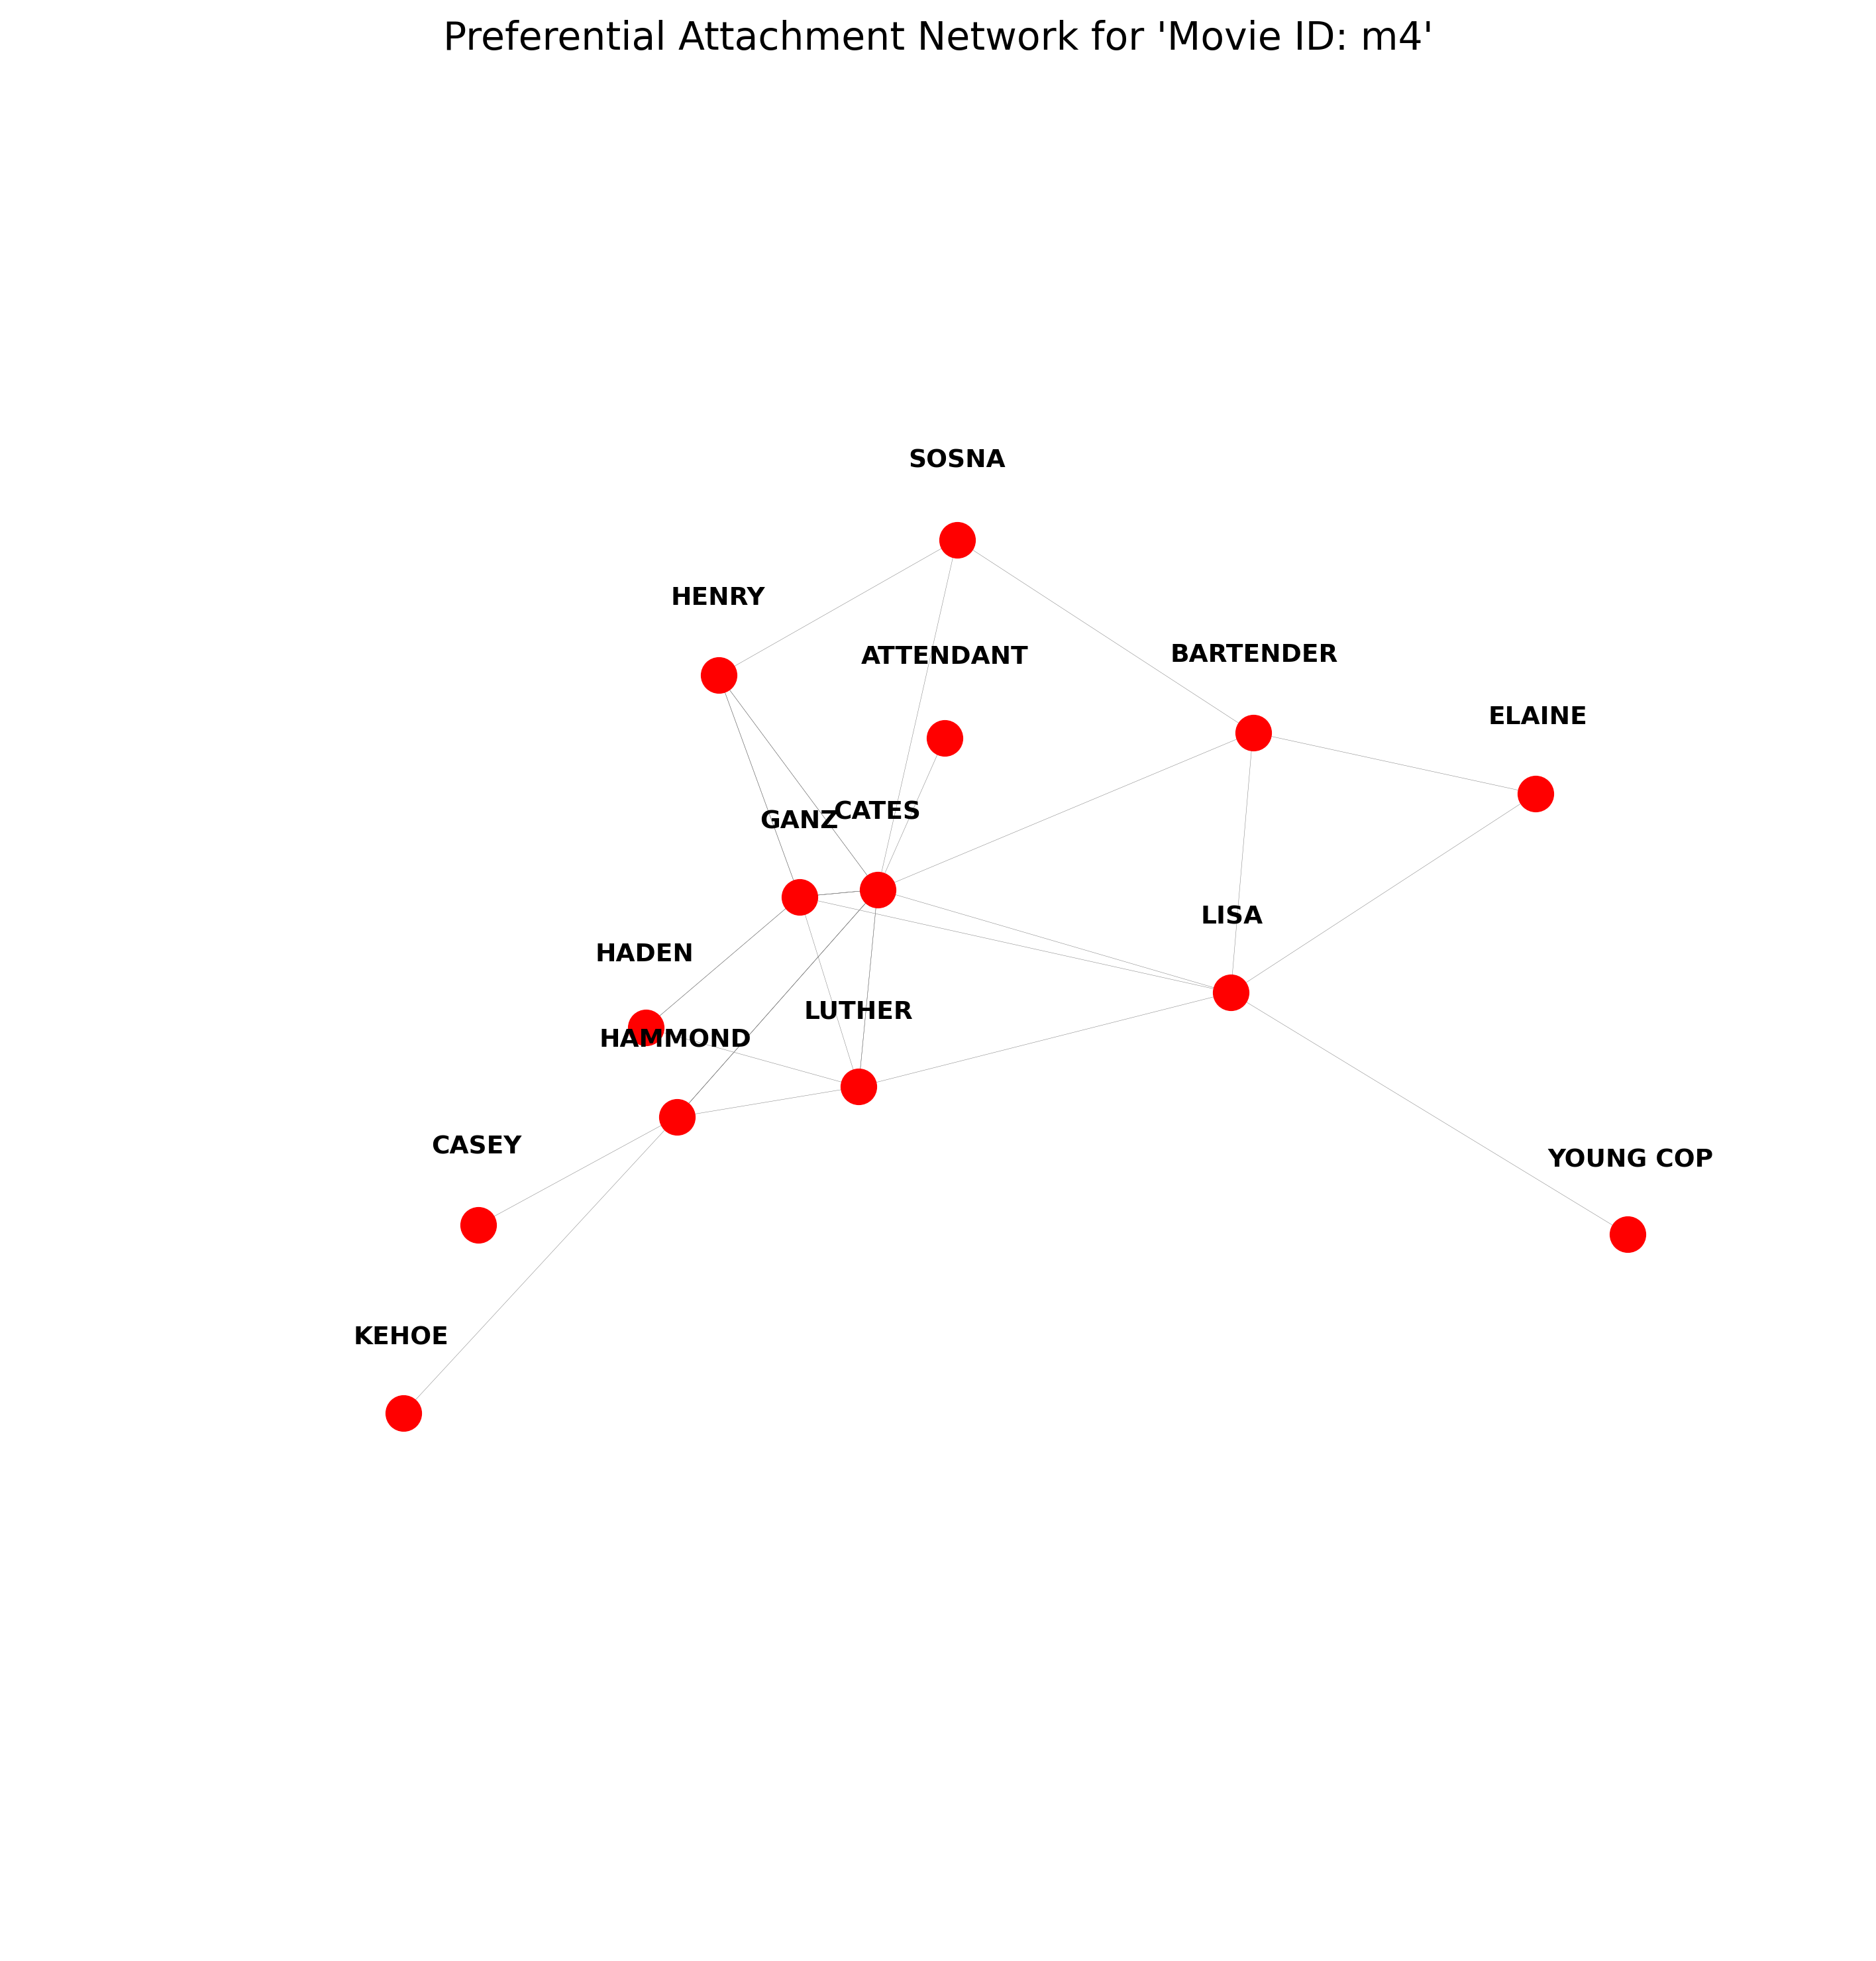 Preferential Attachment Network for 'Movie ID: m4'
SOSNA
HENRY
ATTENDANT
BARTENDER
ELAINE
CATES
GANZ
LISA
HADEN
LUTHER
HAMMOND
CASEY
YOUNG COP
KEHOE